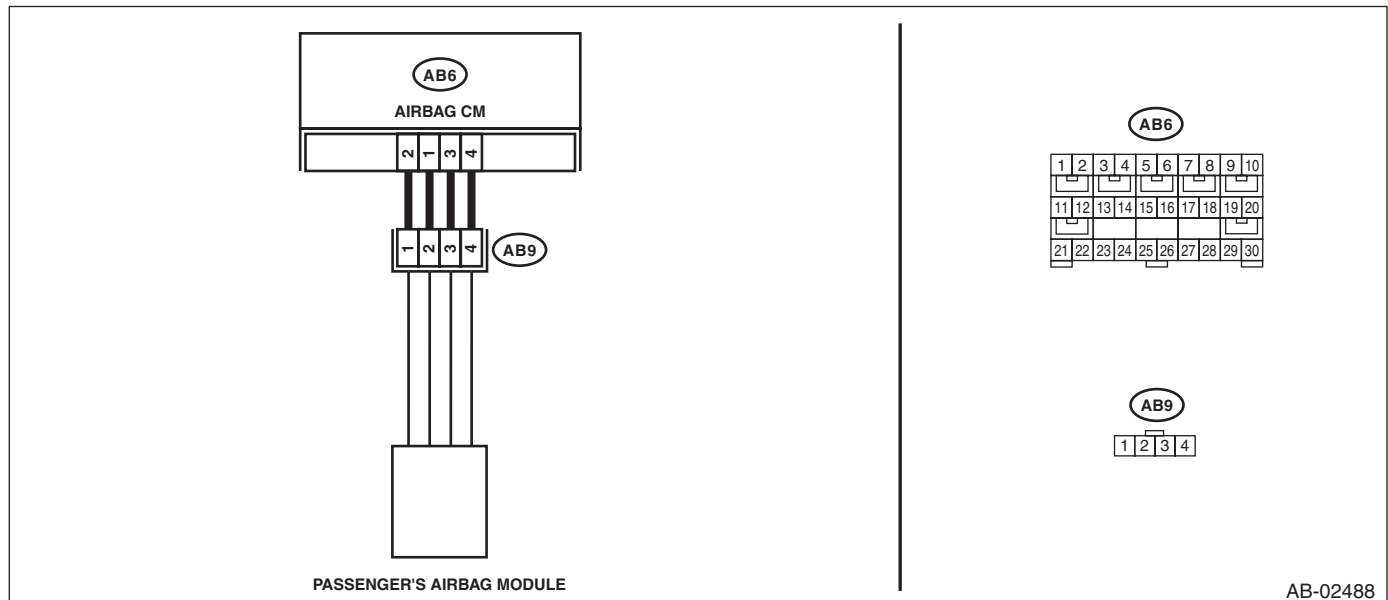 AB6
AIRBAG CM
2 1 3 4
1 2 3 4
AB9
PASSENGER'S AIRBAG MODULE
AB6
1 2 3 4 5 6 7 8 9 10
11 12 13 14 15 16 17 18 19 20
21 22 23 24 25 26 27 28 29 30
AB9
1 2 3 4
AB-02488